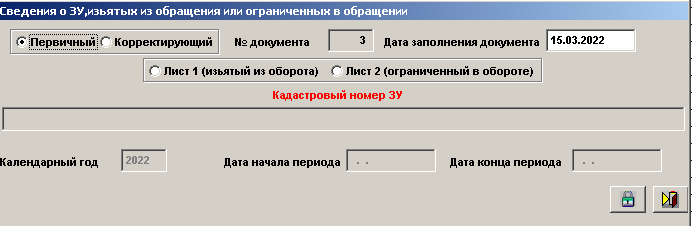 Сведения о ЗУ,изьятых из обращения или ограниченных в обращении
Первичный Корректирующий № документа 3 Дата заполнения документа 15.03.2022
Лист 1 (изьятый из оборота) Лист 2 (ограниченный в обороте)
Кадастровый номер ЗУ
Календарный год 2022 Дата начала периода . . Дата конца периода . .